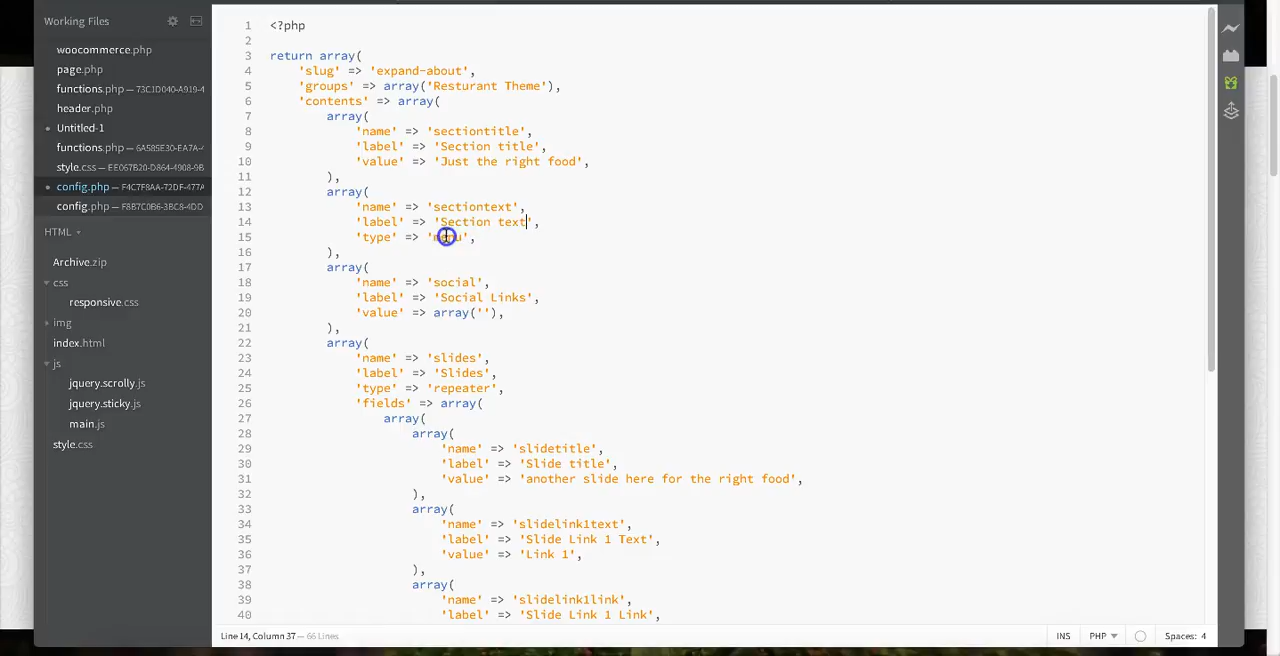 Working Files
woocommerce.php
page.php
functions.php — 73C1D040-A919-4
header.php
Untitled-1
functions.php — 6A585E30-EA7A-4
style.css — EE067B20-D864-4908-9B
config.php — F4C7F8AA-72DF-477A
config.php — F8B7C0B6-3BC8-4DD
HTML
Archive.zip
css
responsive.css
img
index.html
js
jquery.scrolly.js
jquery.sticky.js
main.js
style.css
1 <?php
2
3 return array(
4 'slug' => 'expand-about',
5 'groups' => array('Resturant Theme'),
6 'contents' => array(
7 array(
8 'name' => 'sectiontitle',
9 'label' => 'Section title',
10 'value' => 'Just the right food',
11 ),
12 array(
13 'name' => 'sectiontext',
14 'label' => 'Section text',
15 'type' => 'menu',
16 ),
17 array(
18 'name' => 'social',
19 'label' => 'Social Links',
20 'value' => array(''),
21 ),
22 array(
23 'name' => 'slides',
24 'label' => 'Slides',
25 'type' => 'repeater',
26 'fields' => array(
27 array(
28 array(
29 'name' => 'slidetitle',
30 'label' => 'Slide title',
31 'value' => 'another slide here for the right food',
32 ),
33 array(
34 'name' => 'slidelink1text',
35 'label' => 'Slide Link 1 Text',
36 'value' => 'Link 1',
37 ),
38 array(
39 'name' => 'slidelink1link',
40 'label' => 'Slide Link 1 Link',
Line 14, Column 37 — 66 Lines
INS
PHP
Spaces: 4